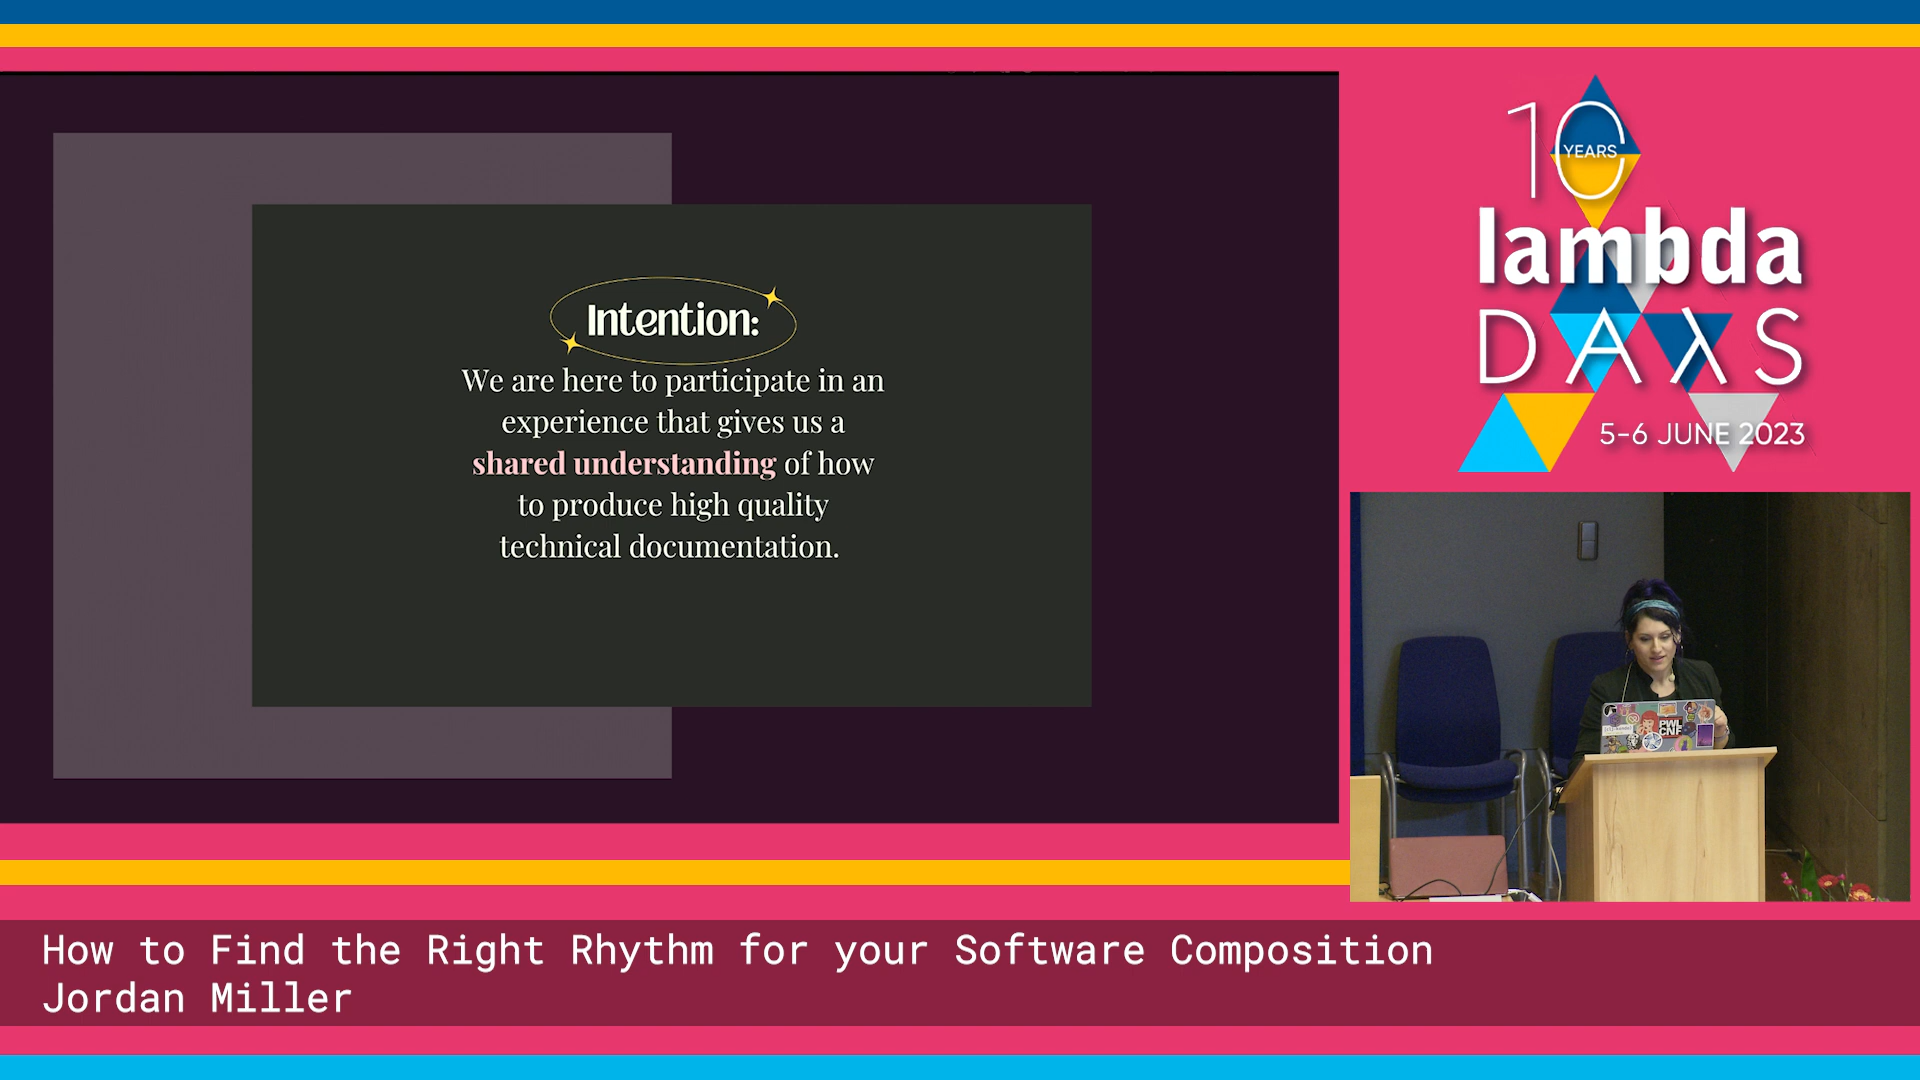 10
YEARS
lambda
DAλS
5-6 JUNE 2023
Intention:
We are here to participate in an
experience that gives us a
shared understanding of how
to produce high quality
technical documentation.
PWL
CNF
How to Find the Right Rhythm for your Software Composition
Jordan Miller